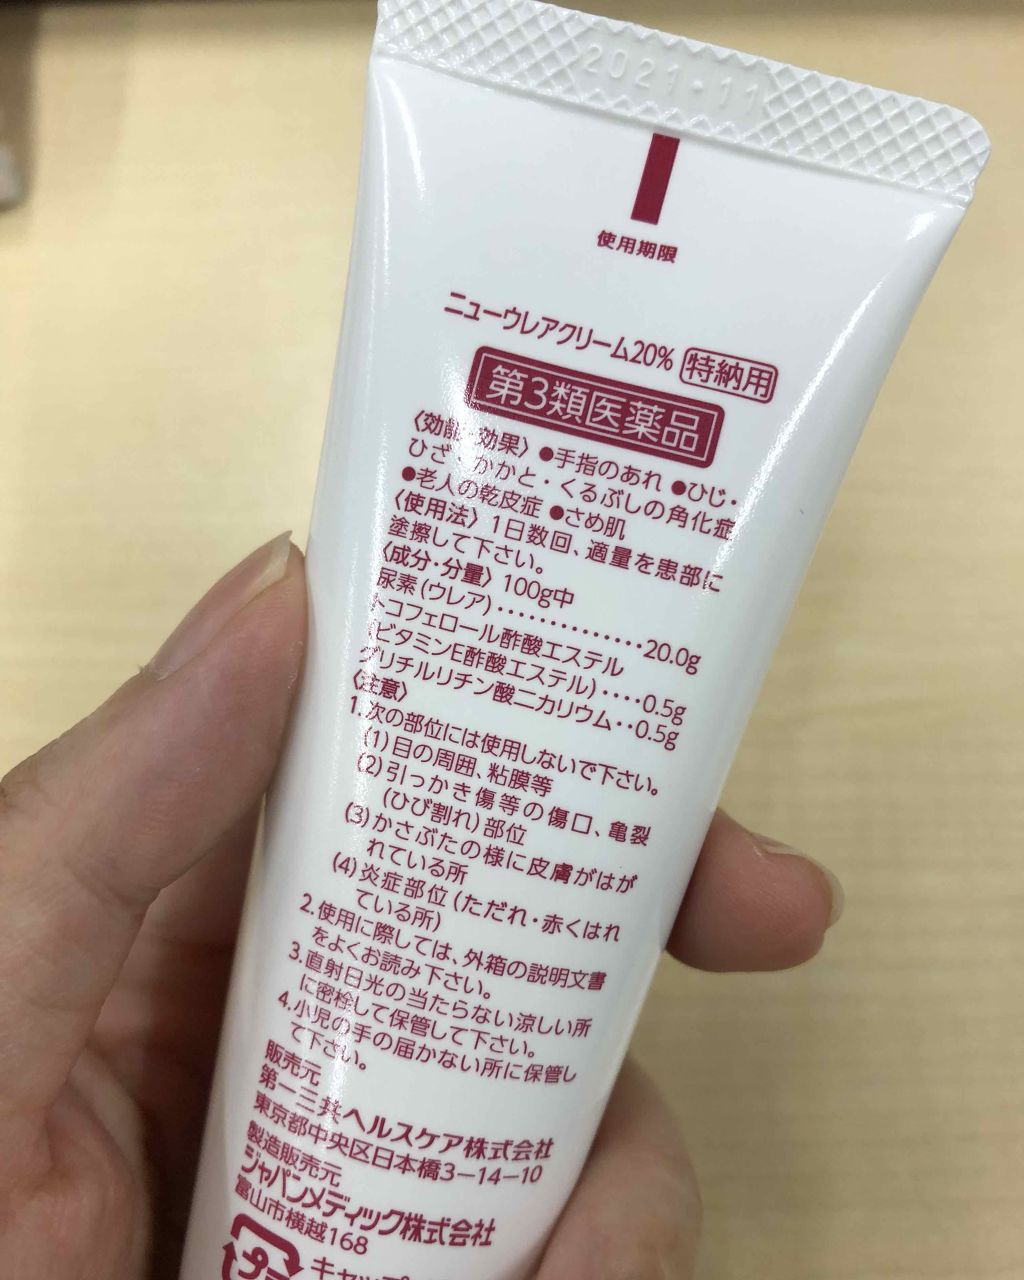 2021・11
使用期限
ニューウレアクリーム20% 特納用
第3類医薬品
〈効能・効果〉●手指のあれ ●ひじ・
ひざ・かかと・くるぶしの角化症
●老人の乾皮症 ●さめ肌
〈使用法〉1日数回、適量を患部に
塗擦して下さい。
〈成分・分量〉100g中
尿素(ウレア)‥‥‥‥‥‥‥20.0g
トコフェロール酢酸エステル
(ビタミンE酢酸エステル)‥‥0.5g
グリチルリチン酸二カリウム‥0.5g
〈注意〉
1.次の部位には使用しないで下さい。
(1)目の周囲、粘膜等
(2)引っかき傷等の傷口、亀裂
(ひび割れ)部位
(3)かさぶたの様に皮膚がはが
れている所
(4)炎症部位(ただれ・赤くはれ
ている所)
2.使用に際しては、外箱の説明文書
をよくお読み下さい。
3.直射日光の当たらない涼しい所
に密栓して保管して下さい。
4.小児の手の届かない所に保管し
て下さい。
販売元
第一三共ヘルスケア株式会社
東京都中央区日本橋3-14-10
製造販売元
ジャパンメディック株式会社
富山市横越168
プラ キャップ